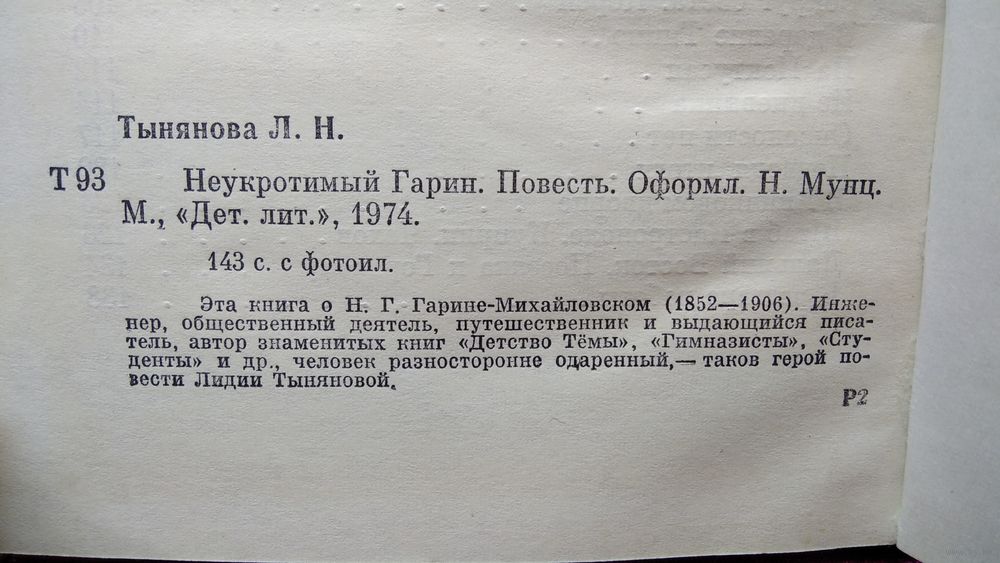 Тынянова Л. Н.
Т 93 Неукротимый Гарин. Повесть. Оформл. Н. Мунц.
М., «Дет. лит.», 1974.
143 с. с фотоил.
Эта книга о Н. Г. Гарине-Михайловском (1852—1906). Инже-
нер, общественный деятель, путешественник и выдающийся писа-
тель, автор знаменитых книг «Детство Тёмы», «Гимназисты», «Сту-
денты» и др., человек разносторонне одаренный,— таков герой по-
вести Лидии Тыняновой.
Р2